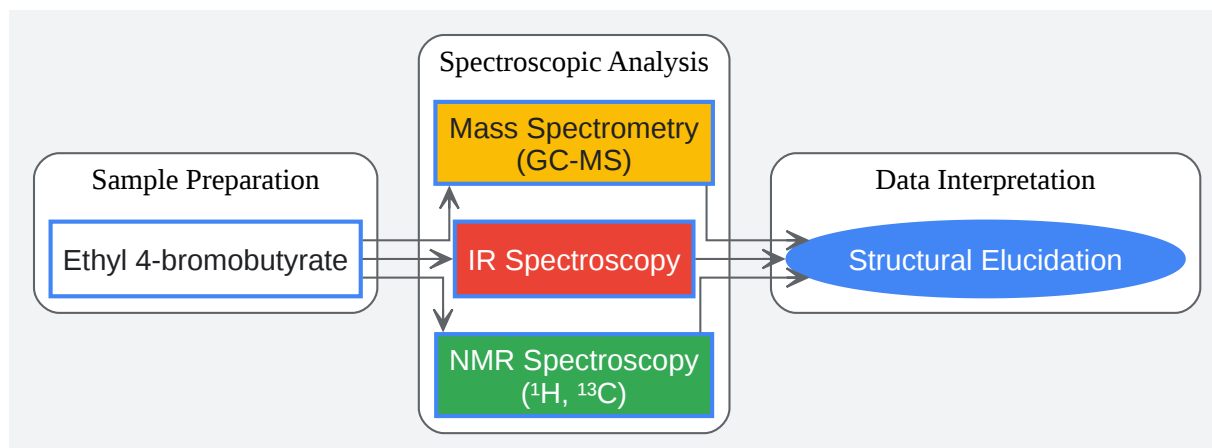 Sample Preparation
Ethyl 4-bromobutyrate
Spectroscopic Analysis
Mass Spectrometry
(GC-MS)
IR Spectroscopy
NMR Spectroscopy
(¹H, ¹³C)
Data Interpretation
Structural Elucidation